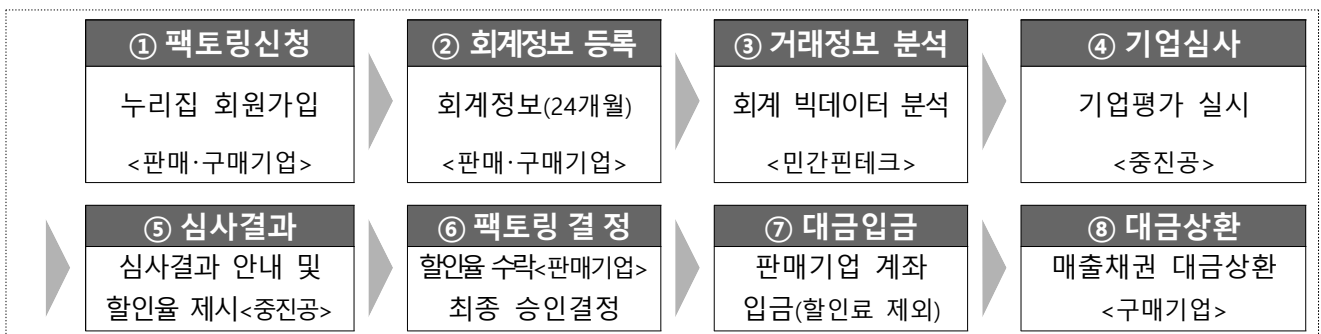 ① 팩토링신청
누리집 회원가입
<판매·구매기업>
② 회계정보 등록
회계정보(24개월)
<판매·구매기업>
③ 거래정보 분석
회계 빅데이터 분석
<민간핀테크>
④ 기업심사
기업평가 실시
<중진공>
⑤ 심사결과
심사결과 안내 및
할인율 제시<중진공>
⑥ 팩토링 결 정
할인율 수락<판매기업>
최종 승인결정
⑦ 대금입금
판매기업 계좌
입금(할인료 제외)
⑧ 대금상환
매출채권 대금상환
<구매기업>